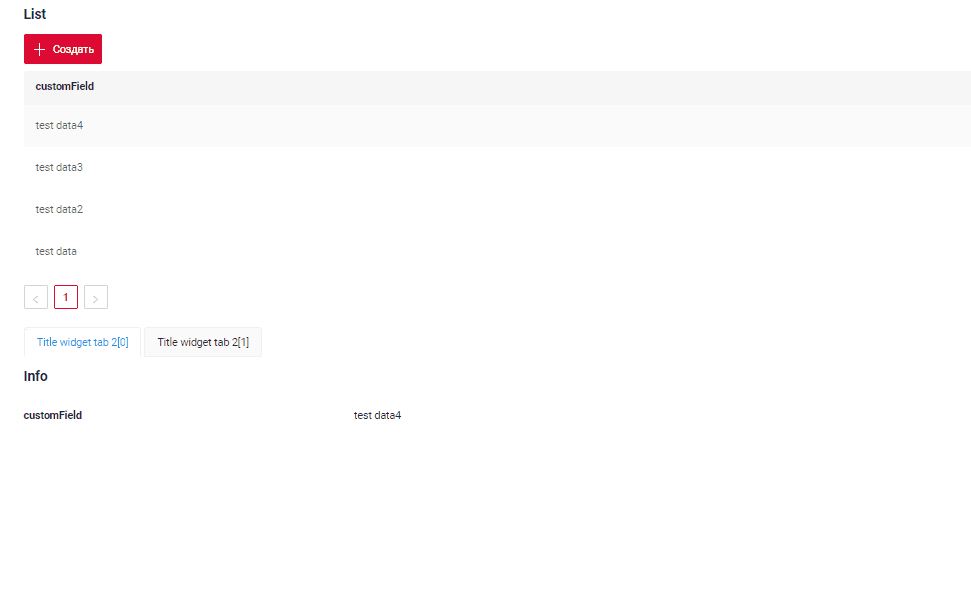 List
Создать
customField
test data4
test data3
test data2
test data
< 1 >
Title widget tab 2[0] Title widget tab 2[1]
Info
customField test data4